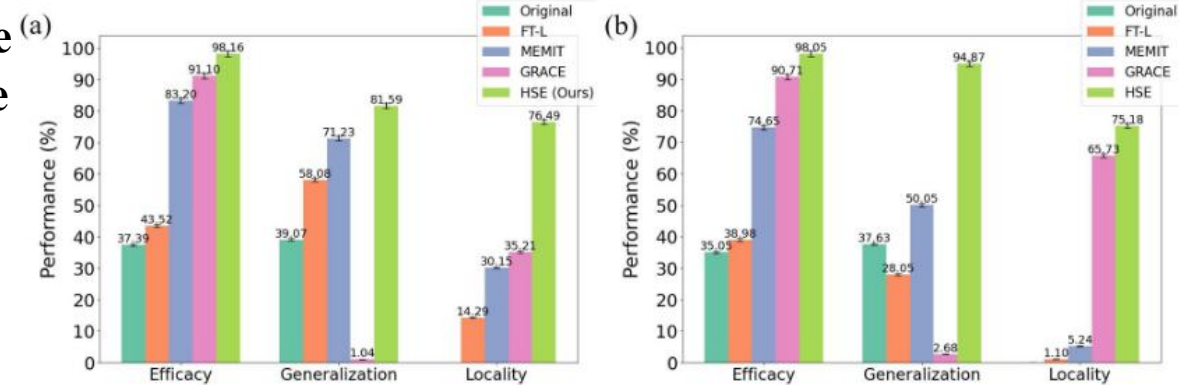 e
e
(a)
Original
FT-L
MEMIT
GRACE
HSE (Ours)
Performance (%)
100
90
80
70
60
50
40
30
20
10
0
37.39
43.52
83.20
91.10
98.16
39.07
58.08
71.23
1.04
81.59
14.29
30.15
35.21
76.49
Efficacy
Generalization
Locality
(b)
Original
FT-L
MEMIT
GRACE
HSE
Performance (%)
100
90
80
70
60
50
40
30
20
10
0
35.05
38.98
74.65
90.71
98.05
37.63
28.05
50.05
2.68
94.87
1.10
5.24
65.73
75.18
Efficacy
Generalization
Locality